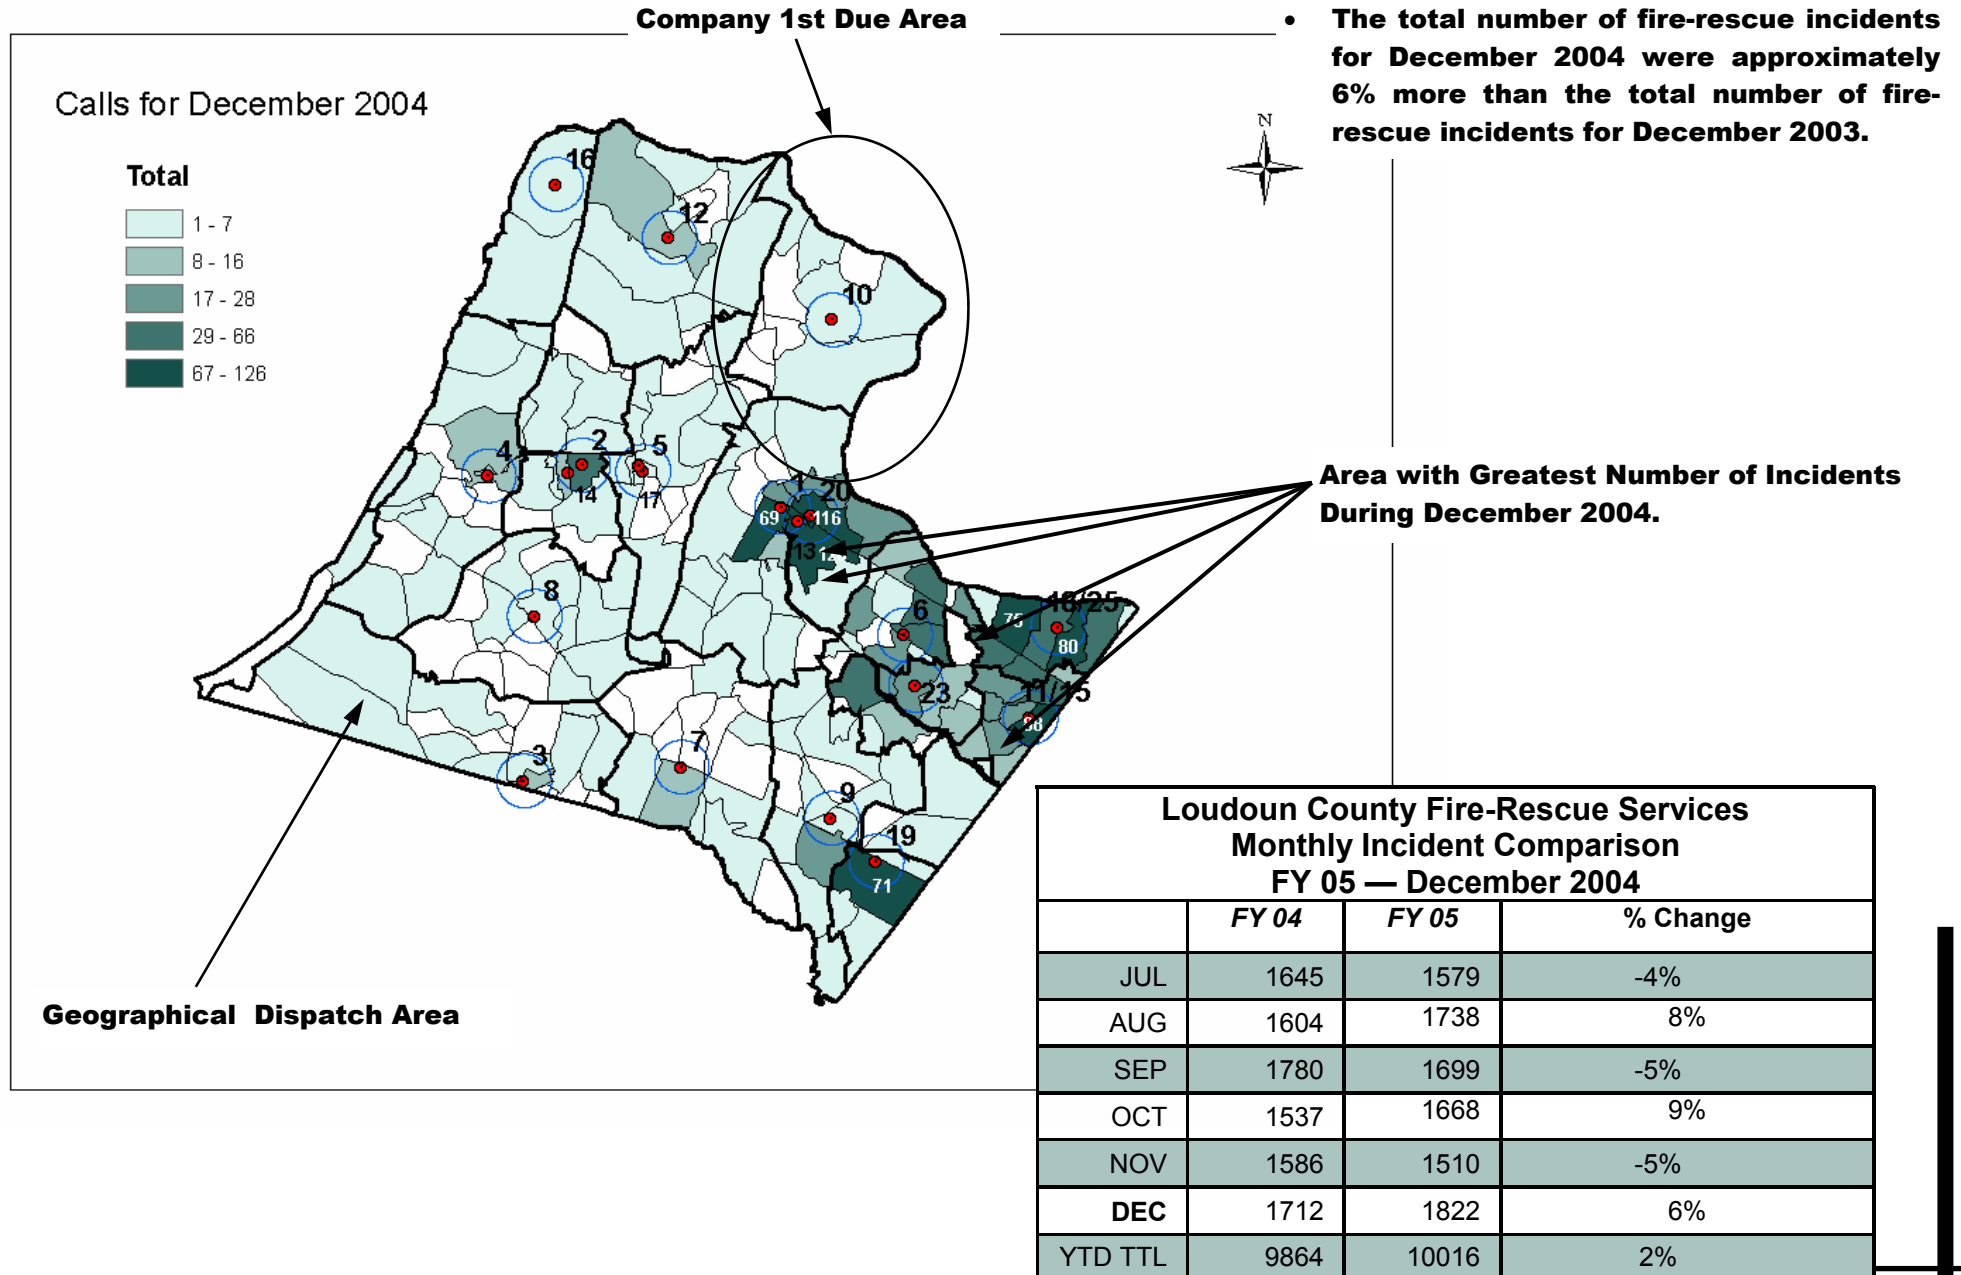 Company 1st Due Area
• The total number of fire-rescue incidents
for December 2004 were approximately
6% more than the total number of fire-
rescue incidents for December 2003.
Calls for December 2004
N
Total
1 - 7
8 - 16
17 - 28
29 - 66
67 - 126
16
12
10
4
2
5
14
17
1
20
69
116
13
8
6
75
18/25
80
23
11/15
7
3
9
19
71
Area with Greatest Number of Incidents
During December 2004.
Geographical Dispatch Area
Loudoun County Fire-Rescue Services
Monthly Incident Comparison
FY 05 — December 2004
FY 04 FY 05 % Change
JUL 1645 1579 -4%
AUG 1604 1738 8%
SEP 1780 1699 -5%
OCT 1537 1668 9%
NOV 1586 1510 -5%
DEC 1712 1822 6%
YTD TTL 9864 10016 2%